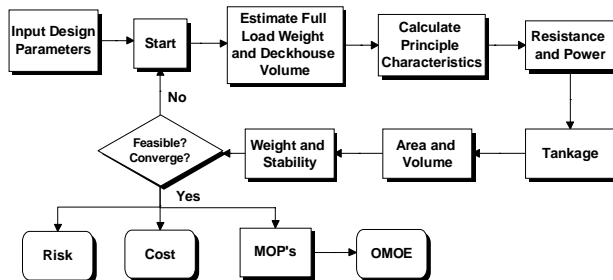 Input Design
Parameters
Start
Estimate Full
Load Weight
and Deckhouse
Volume
Calculate
Principle
Characteristics
Resistance
and Power
No
Feasible?
Converge?
Weight and
Stability
Area and
Volume
Tankage
Yes
Risk
Cost
MOP's
OMOE